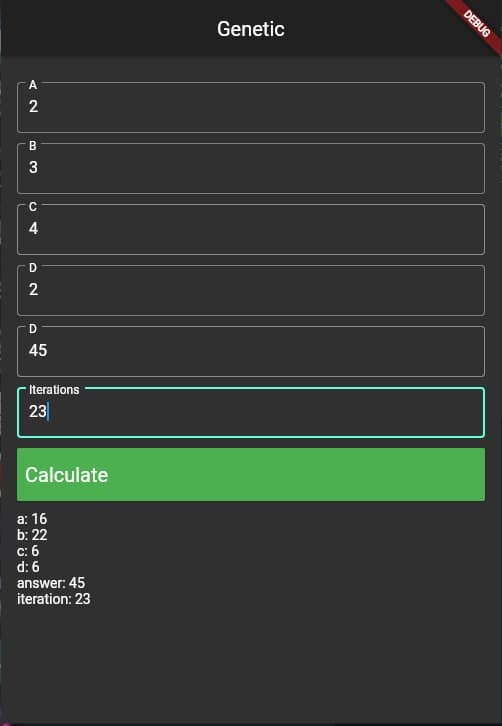 Genetic
DEBUG
A
2
B
3
C
4
D
2
D
45
Iterations
23
Calculate
a: 16
b: 22
c: 6
d: 6
answer: 45
iteration: 23